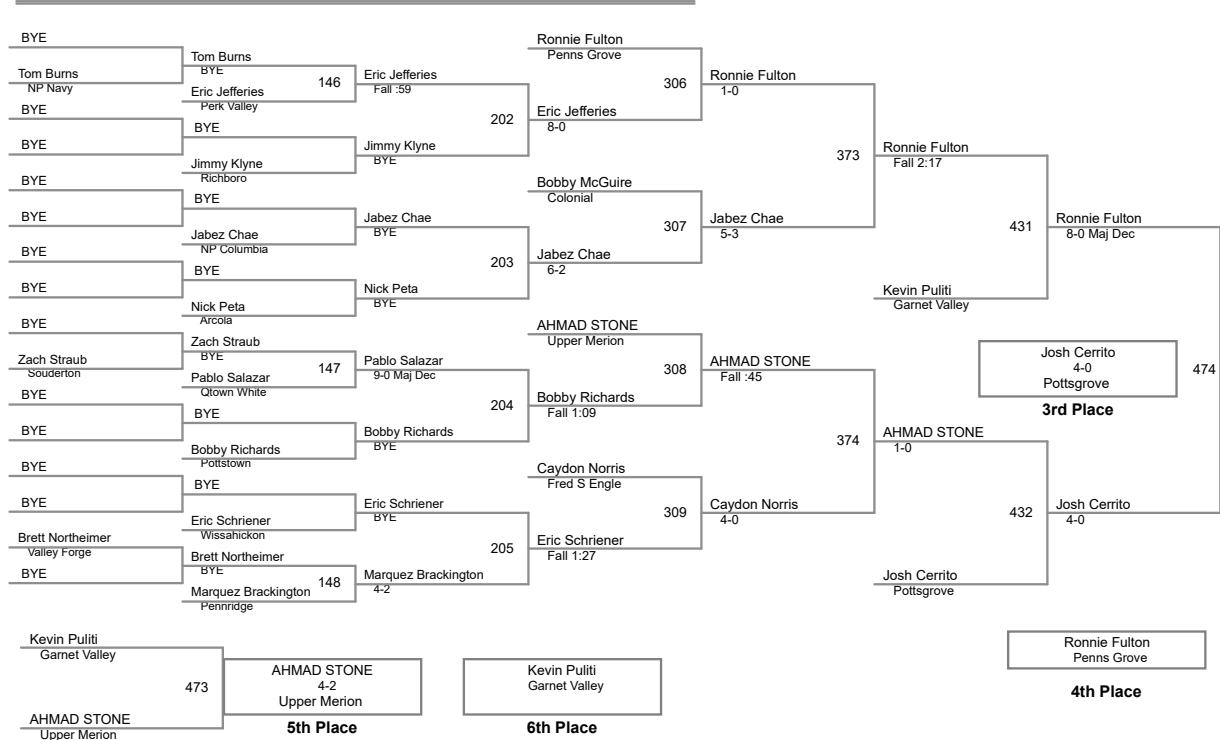 BYE
Tom Burns
NP Navy
BYE
BYE
BYE
BYE
BYE
BYE
BYE
Zach Straub
Souderton
BYE
BYE
BYE
BYE
Brett Northeimer
Valley Forge
BYE
Tom Burns
BYE
146
Eric Jefferies
Perk Valley
BYE
Jimmy Klyne
Richboro
BYE
Jabez Chae
NP Columbia
BYE
Nick Peta
Arcola
Zach Straub
BYE
147
Pablo Salazar
Qtown White
BYE
Bobby Richards
Pottstown
BYE
Eric Schriener
Wissahickon
Brett Northeimer
BYE
148
Marquez Brackington
Pennridge
Eric Jefferies
Fall :59
202
Jimmy Klyne
BYE
Jabez Chae
BYE
203
Nick Peta
BYE
Pablo Salazar
9-0 Maj Dec
204
Bobby Richards
BYE
Eric Schriener
BYE
205
Marquez Brackington
4-2
Ronnie Fulton
Penns Grove
306
Eric Jefferies
8-0
Bobby McGuire
Colonial
307
Jabez Chae
6-2
AHMAD STONE
Upper Merion
308
Bobby Richards
Fall 1:09
Caydon Norris
Fred S Engle
309
Eric Schriener
Fall 1:27
Ronnie Fulton
1-0
373
Jabez Chae
5-3
AHMAD STONE
Fall :45
374
Caydon Norris
4-0
Ronnie Fulton
Fall 2:17
431
Kevin Puliti
Garnet Valley
AHMAD STONE
1-0
432
Josh Cerrito
Pottsgrove
Ronnie Fulton
8-0 Maj Dec
474
Josh Cerrito
4-0
Josh Cerrito
4-0
Pottsgrove
3rd Place
Kevin Puliti
Garnet Valley
473
AHMAD STONE
Upper Merion
AHMAD STONE
4-2
Upper Merion
5th Place
Kevin Puliti
Garnet Valley
6th Place
Ronnie Fulton
Penns Grove
4th Place